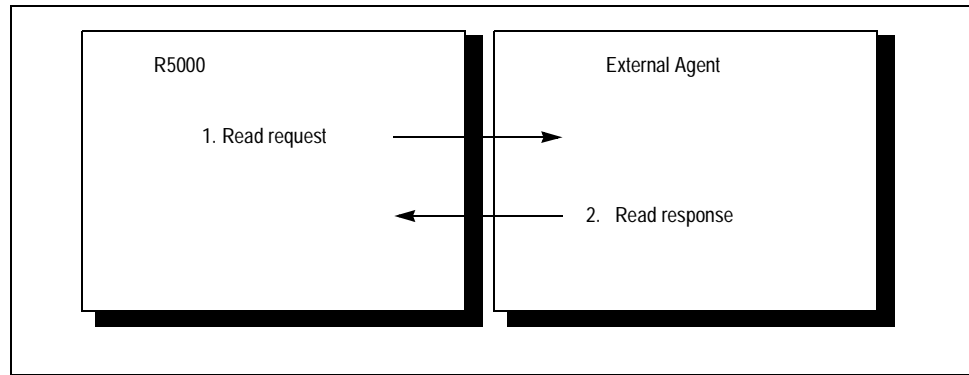 R5000
External Agent
1. Read request
2. Read response